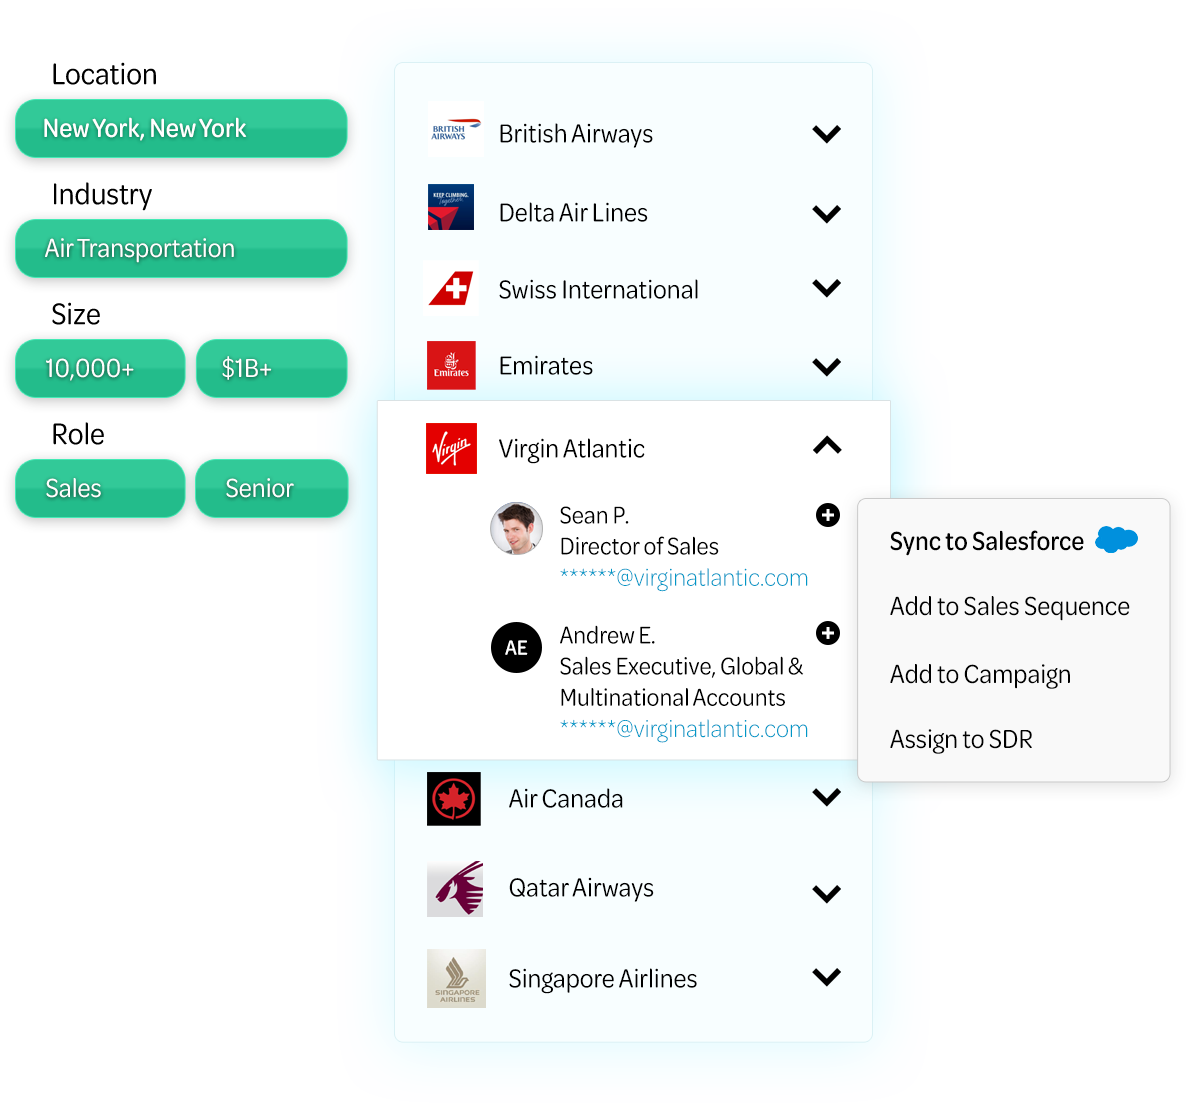 Location
New York, New York
Industry
Air Transportation
Size
10,000+
$1B+
Role
Sales
Senior
BRITISH
AIRWAYS
British Airways
KEEP CLIMBING.
Together.
Delta Air Lines
Swiss International
Emirates
Emirates
Virgin
Virgin Atlantic
Sean P.
Director of Sales
******@virginatlantic.com
AE
Andrew E.
Sales Executive, Global &
Multinational Accounts
******@virginatlantic.com
Sync to Salesforce
Add to Sales Sequence
Add to Campaign
Assign to SDR
Air Canada
Qatar Airways
SINGAPORE
AIRLINES
Singapore Airlines